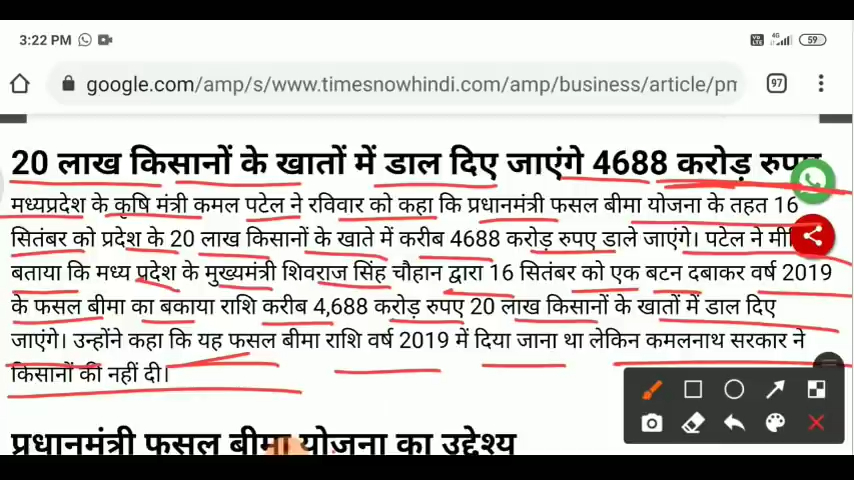 3:22 PM
4G
59
google.com/amp/s/www.timesnowhindi.com/amp/business/article/pm
97
20 लाख किसानों के खातों में डाल दिए जाएंगे 4688 करोड़ रुपए
मध्यप्रदेश के कृषि मंत्री कमल पटेल ने रविवार को कहा कि प्रधानमंत्री फसल बीमा योजना के तहत 16
सितंबर को प्रदेश के 20 लाख किसानों के खाते में करीब 4688 करोड़ रुपए डाले जाएंगे। पटेल ने
बताया कि मध्य प्रदेश के मुख्यमंत्री शिवराज सिंह चौहान द्वारा 16 सितंबर को एक बटन दबाकर वर्ष 2019
के फसल बीमा का बकाया राशि करीब 4,688 करोड़ रुपए 20 लाख किसानों के खातों में डाल दिए
जाएंगे। उन्होंने कहा कि यह फसल बीमा राशि वर्ष 2019 में दिया जाना था लेकिन कमलनाथ सरकार ने
किसानों की नहीं दी।
प्रधानमंत्री फसल बीमा योजना का उद्देश्य